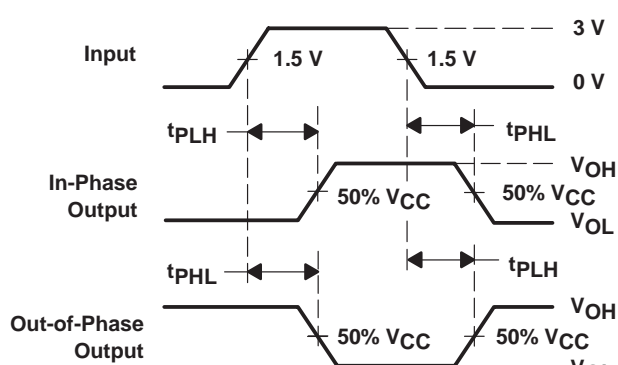 3 V
Input
1.5 V
1.5 V
0 V
tPLH
tPHL
VOH
In-Phase
Output
50% VCC
50% VCC
VOL
tPHL
tPLH
VOH
Out-of-Phase
Output
50% VCC
50% VCC